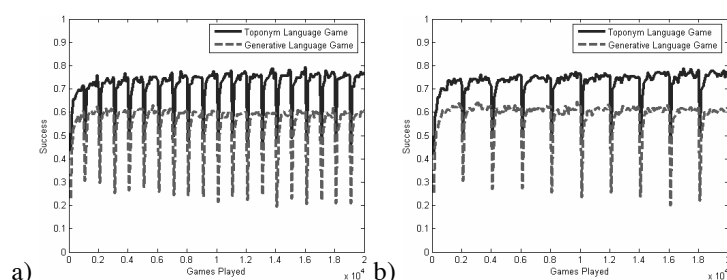 a)
Success
1
0.9
0.8
0.7
0.6
0.5
0.4
0.3
0.2
0.1
0
Toponym Language Game
Generative Language Game
0 0.2 0.4 0.6 0.8 1 1.2 1.4 1.6 1.8 2
Games Played
x 10⁴
b)
Success
1
0.9
0.8
0.7
0.6
0.5
0.4
0.3
0.2
0.1
0
Toponym Language Game
Generative Language Game
0 0.2 0.4 0.6 0.8 1 1.2 1.4 1.6 1.8 2
Games Played
x 10⁴